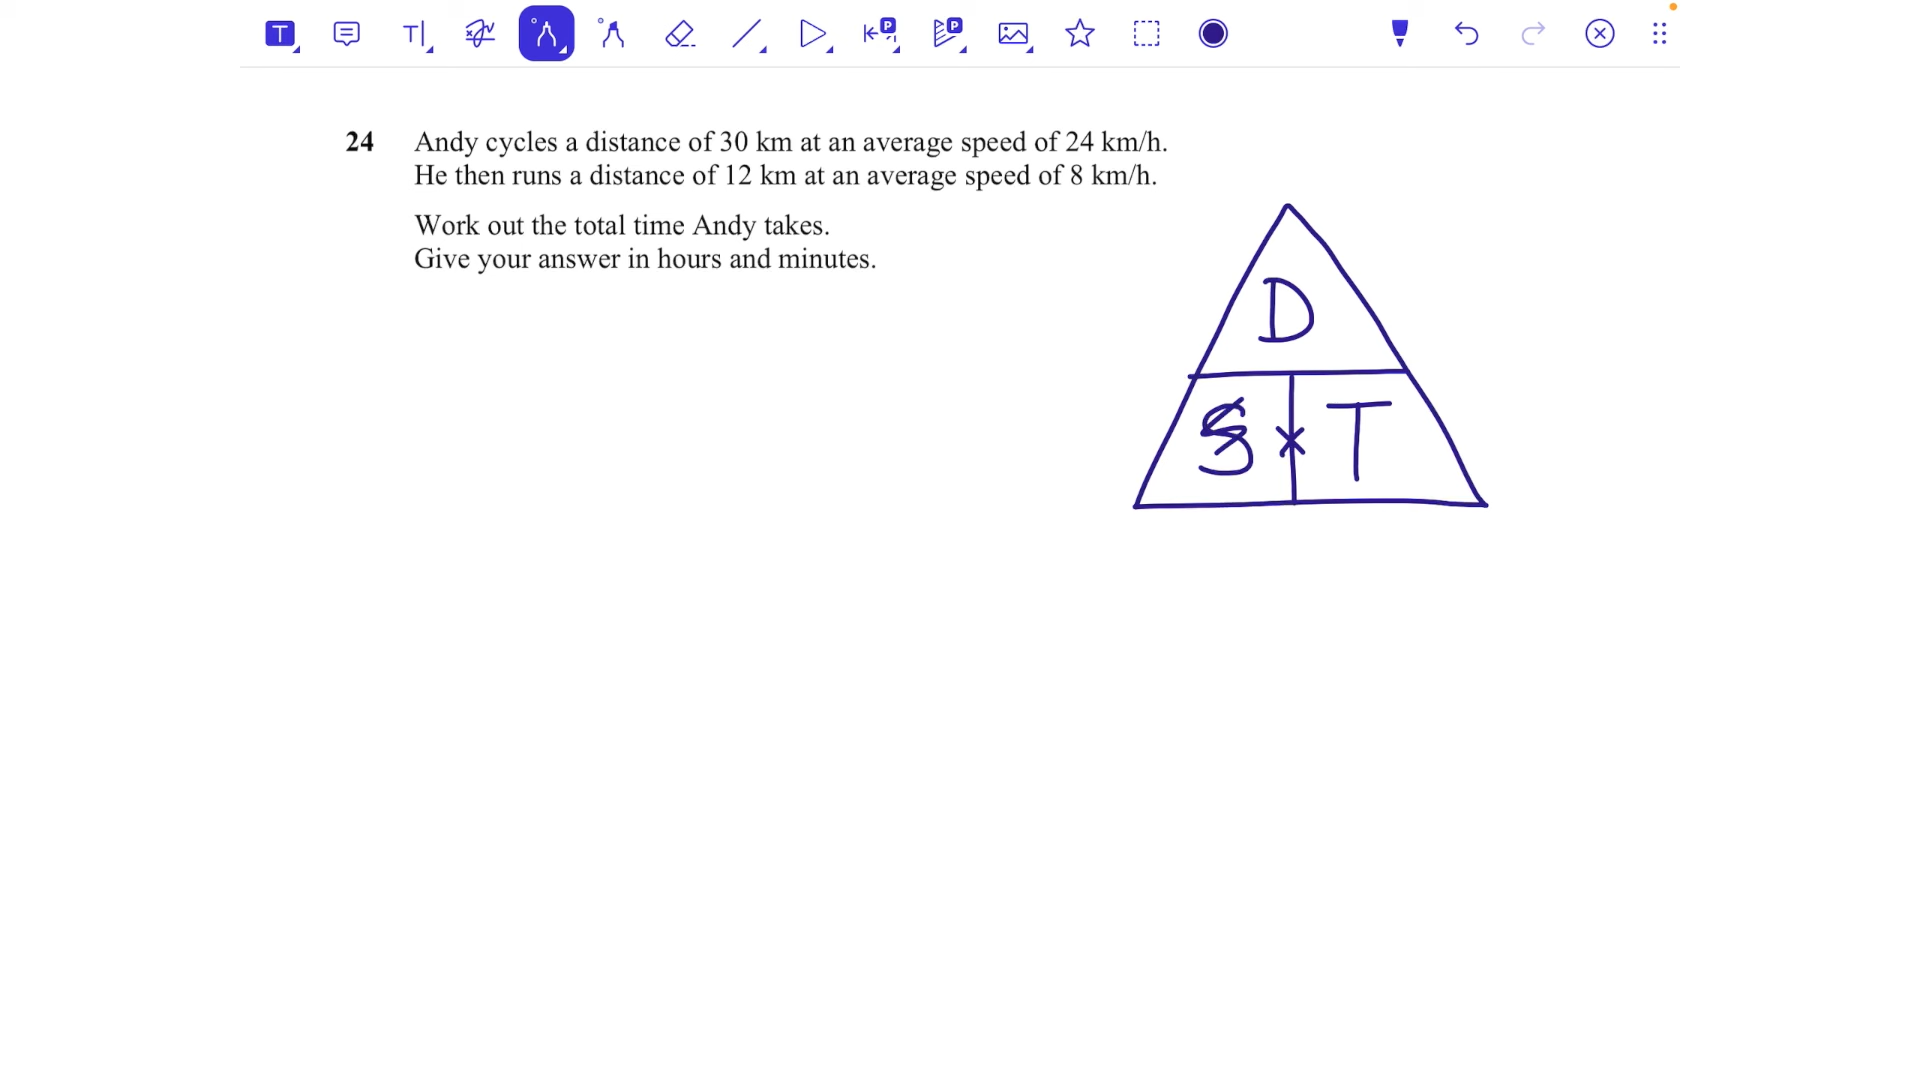 24 Andy cycles a distance of 30 km at an average speed of 24 km/h.
He then runs a distance of 12 km at an average speed of 8 km/h.
Work out the total time Andy takes.
Give your answer in hours and minutes.
D
S × T